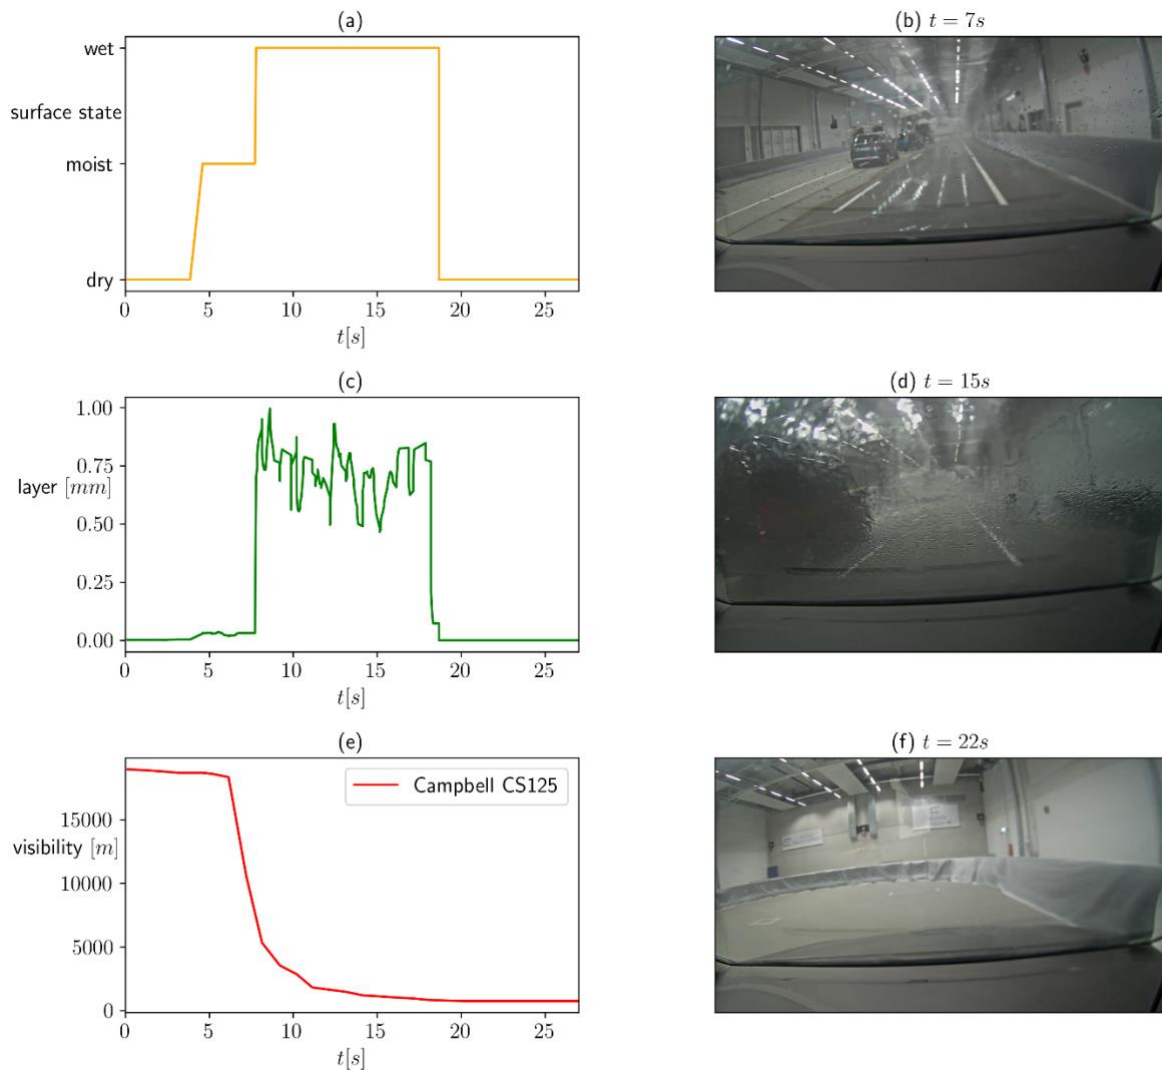 (a)
wet
surface state
moist
dry
0 5 10 15 20 25
t[s]
(b) t = 7s
(c)
1.00
0.75
layer [mm]
0.50
0.25
0.00
0 5 10 15 20 25
t[s]
(d) t = 15s
(e)
Campbell CS125
15000
visibility [m]
10000
5000
0
0 5 10 15 20 25
t[s]
(f) t = 22s